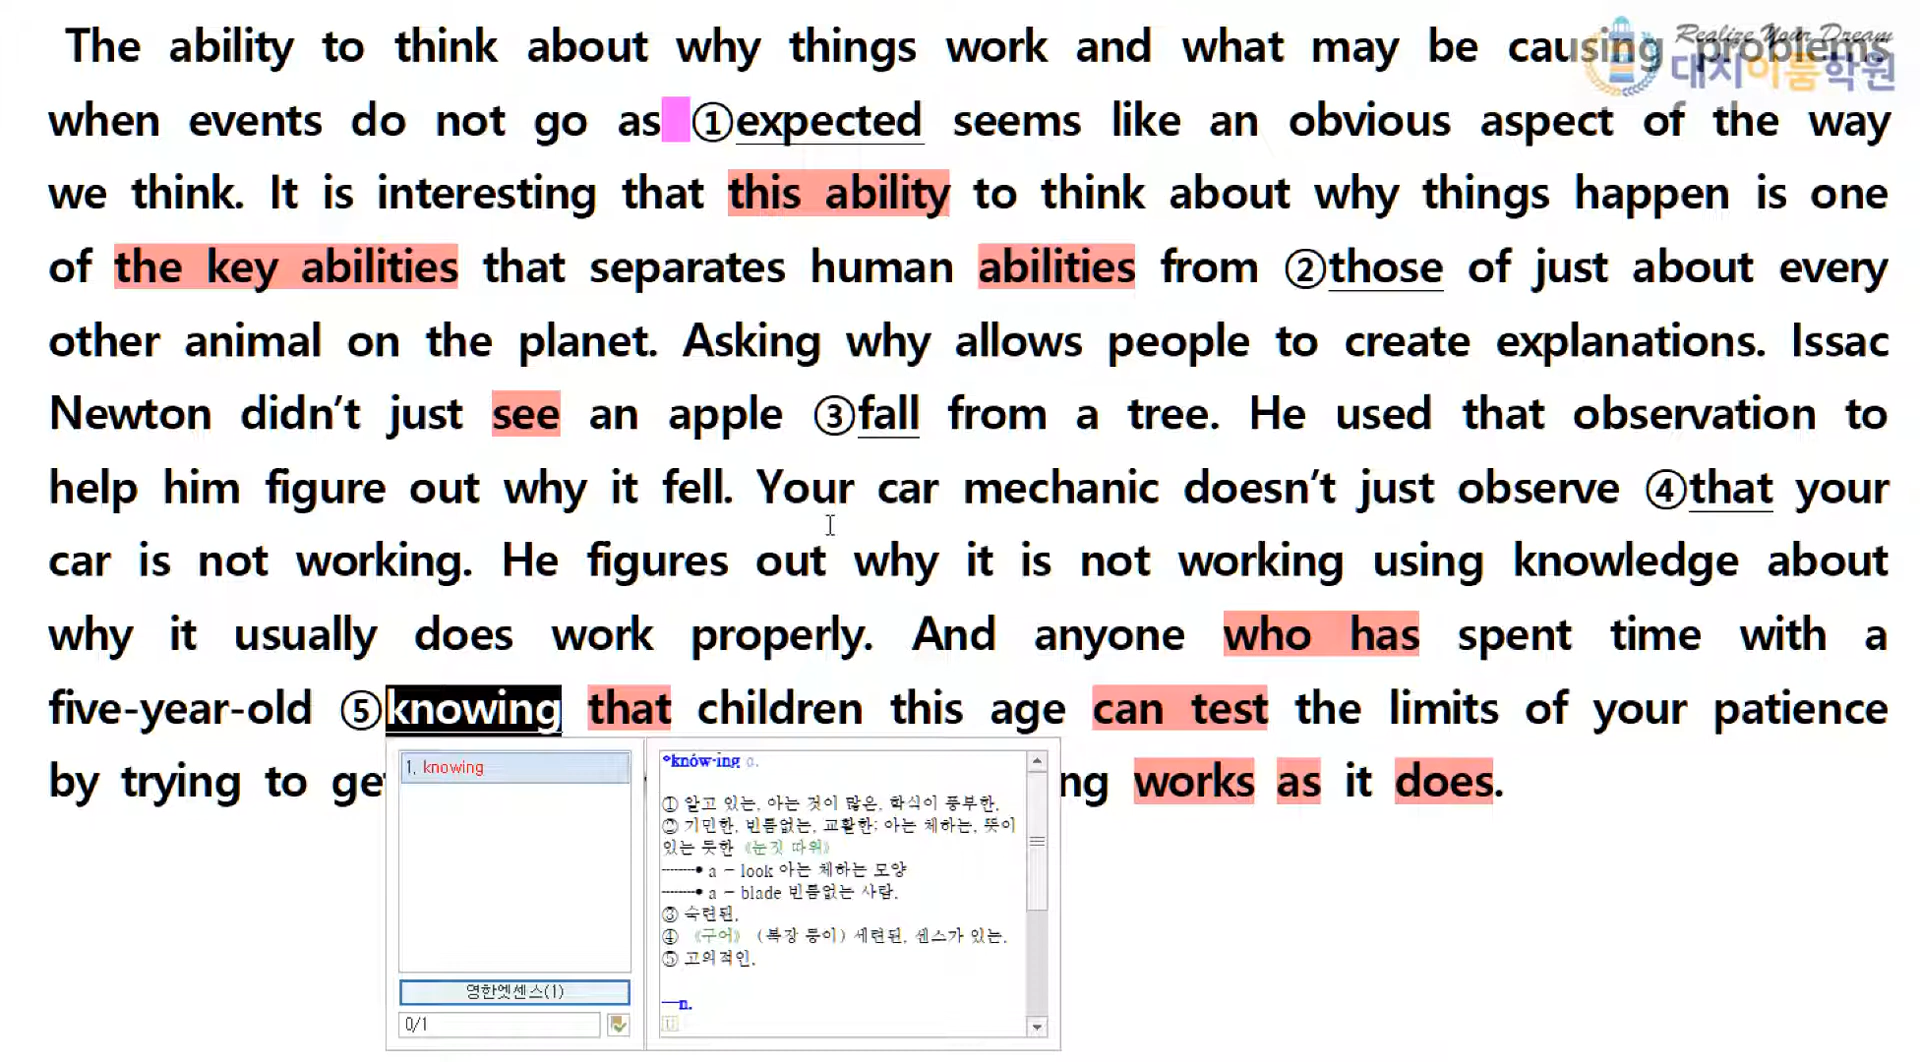 The ability to think about why things work and what may be causing problems
Realize Your Dream
대치이룸학원
when events do not go as ①expected seems like an obvious aspect of the way
we think. It is interesting that this ability to think about why things happen is one
of the key abilities that separates human abilities from ②those of just about every
other animal on the planet. Asking why allows people to create explanations. Issac
Newton didn't just see an apple ③fall from a tree. He used that observation to
help him figure out why it fell. Your car mechanic doesn't just observe ④that your
car is not working. He figures out why it is not working using knowledge about
why it usually does work properly. And anyone who has spent time with a
five-year-old ⑤knowing that children this age can test the limits of your patience
by trying to get ng works as it does.
1, knowing
영한엣센스(1)
0/1
*knów·ing a.
① 알고 있는, 아는 것이 많은, 학식이 풍부한,
② 기민한, 빈틈없는, 교활한; 아는 체하는, 뜻이
있는 듯한 《눈짓 따위》
a - look 아는 체하는 모양
a - blade 빈틈없는 사람.
③ 숙련된,
④ 《구어》 (복장 등이) 세련된, 센스가 있는,
⑤ 고의적인,
—n.